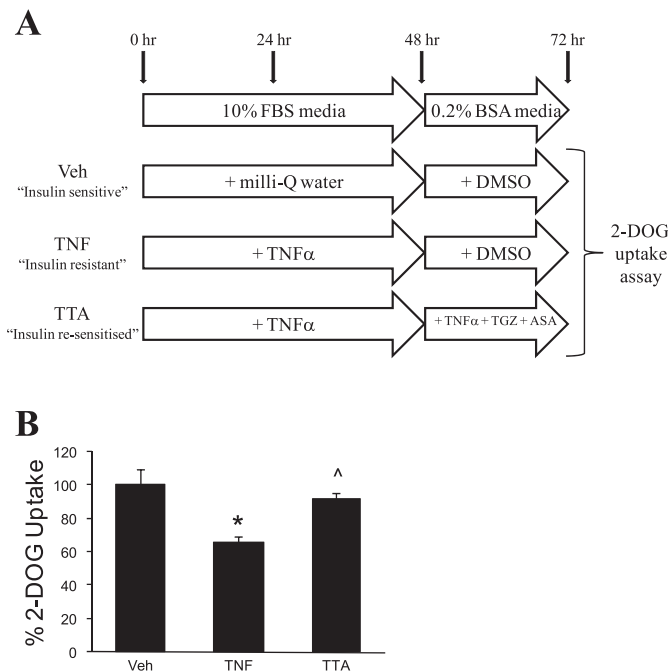 A
0 hr 24 hr 48 hr 72 hr
10% FBS media 0.2% BSA media
Veh
“Insulin sensitive”
+ milli-Q water + DMSO
TNF
“Insulin resistant”
+ TNFα + DMSO
TTA
“Insulin re-sensitised”
+ TNFα + TNFα + TGZ + ASA
2-DOG
uptake
assay
B
% 2-DOG Uptake
120
100
80
60
40
20
0
*
^
Veh TNF TTA